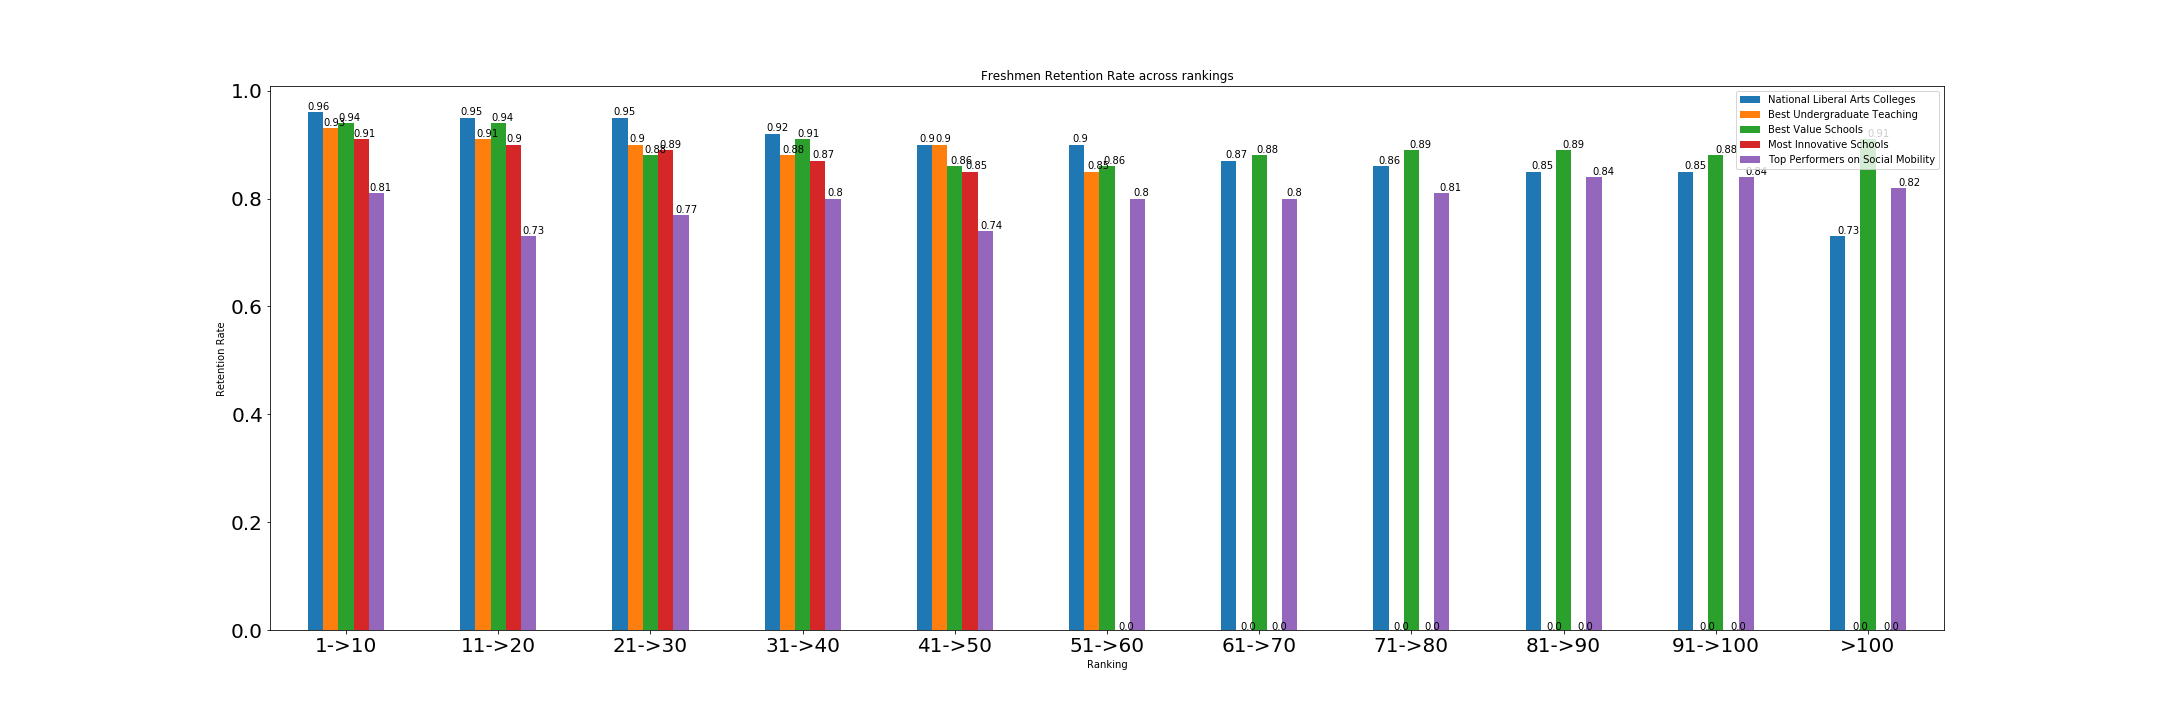 Freshmen Retention Rate across rankings
1.0
0.8
0.6
0.4
0.2
0.0
Retention Rate
National Liberal Arts Colleges
Best Undergraduate Teaching
Best Value Schools
Most Innovative Schools
Top Performers on Social Mobility
0.96 0.93 0.94 0.91 0.81
0.95 0.91 0.94 0.9 0.73
0.95 0.9 0.88 0.89 0.77
0.92 0.88 0.91 0.87 0.8
0.9 0.9 0.86 0.85 0.74
0.9 0.85 0.86 0.0 0.8
0.87 0.0 0.88 0.0 0.8
0.86 0.0 0.89 0.0 0.81
0.85 0.0 0.89 0.0 0.84
0.85 0.0 0.88 0.0 0.84
0.73 0.0 0.91 0.0 0.82
1->10 11->20 21->30 31->40 41->50 51->60 61->70 71->80 81->90 91->100 >100
Ranking